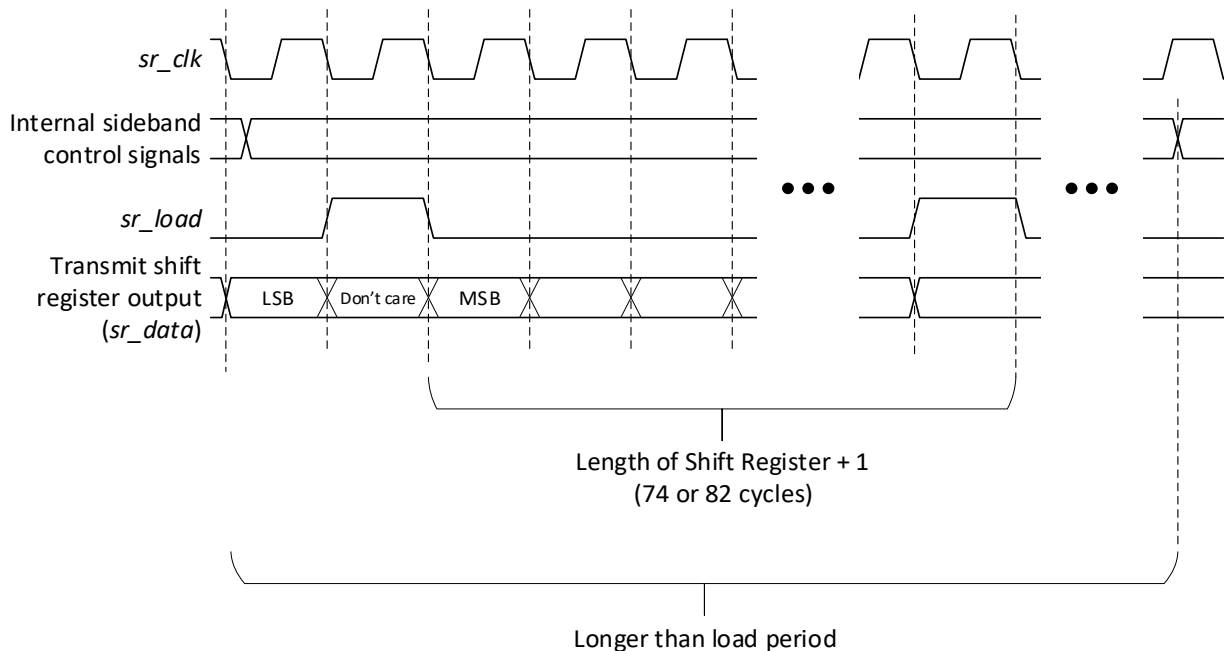 sr_clk
Internal sideband
control signals
sr_load
Transmit shift
register output
(sr_data)
LSB
Don't care
MSB
Length of Shift Register + 1
(74 or 82 cycles)
Longer than load period